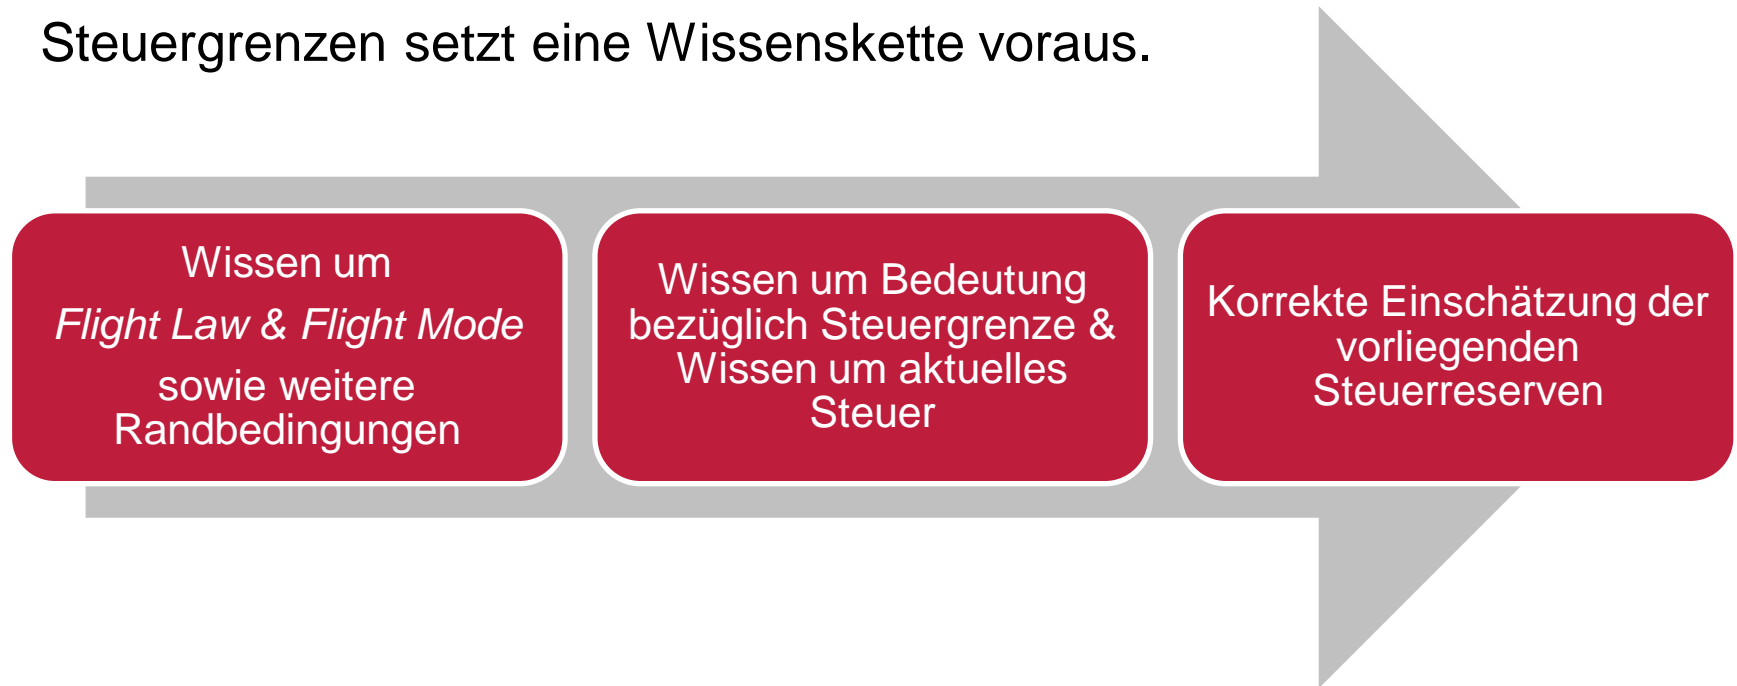 Steuergrenzen setzt eine Wissenskette voraus.
Wissen um
Flight Law & Flight Mode
sowie weitere
Randbedingungen
Wissen um Bedeutung
bezüglich Steuergrenze &
Wissen um aktuelles
Steuer
Korrekte Einschätzung der
vorliegenden
Steuerreserven